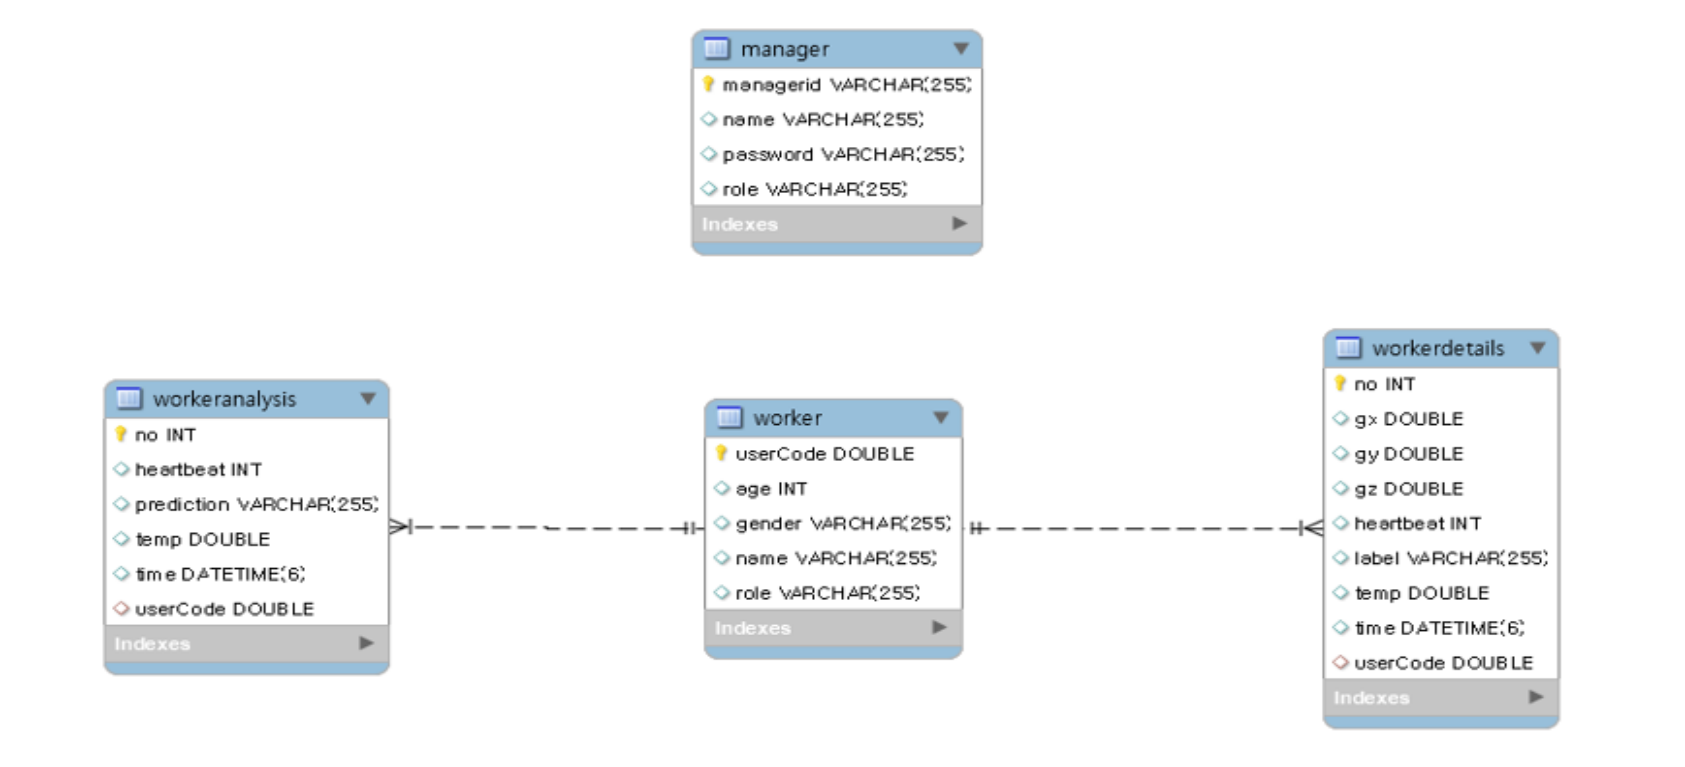 manager
managerid VARCHAR(255)
name VARCHAR(255)
password VARCHAR(255)
role VARCHAR(255)
Indexes
workeranalysis
no INT
heartbeat INT
prediction VARCHAR(255)
temp DOUBLE
time DATETIME(6)
userCode DOUBLE
Indexes
worker
userCode DOUBLE
age INT
gender VARCHAR(255)
name VARCHAR(255)
role VARCHAR(255)
Indexes
workerdetails
no INT
gx DOUBLE
gy DOUBLE
gz DOUBLE
heartbeat INT
label VARCHAR(255)
temp DOUBLE
time DATETIME(6)
userCode DOUBLE
Indexes